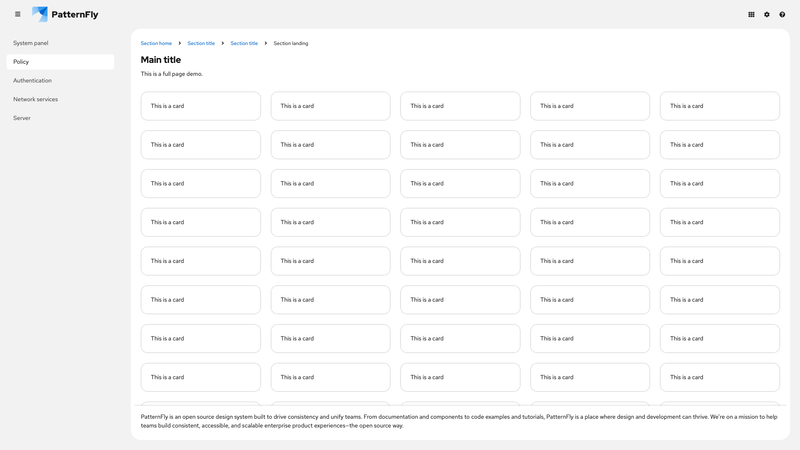 PatternFly
System panel
Policy
Authentication
Network services
Server
Section home Section title Section title Section landing
Main title
This is a full page demo.
This is a card This is a card This is a card This is a card This is a card
This is a card This is a card This is a card This is a card This is a card
This is a card This is a card This is a card This is a card This is a card
This is a card This is a card This is a card This is a card This is a card
This is a card This is a card This is a card This is a card This is a card
This is a card This is a card This is a card This is a card This is a card
This is a card This is a card This is a card This is a card This is a card
This is a card This is a card This is a card This is a card This is a card
PatternFly is an open source design system built to drive consistency and unify teams. From documentation and components to code examples and tutorials, PatternFly is a place where design and development can thrive. We're on a mission to help
teams build consistent, accessible, and scalable enterprise product experiences—the open source way.